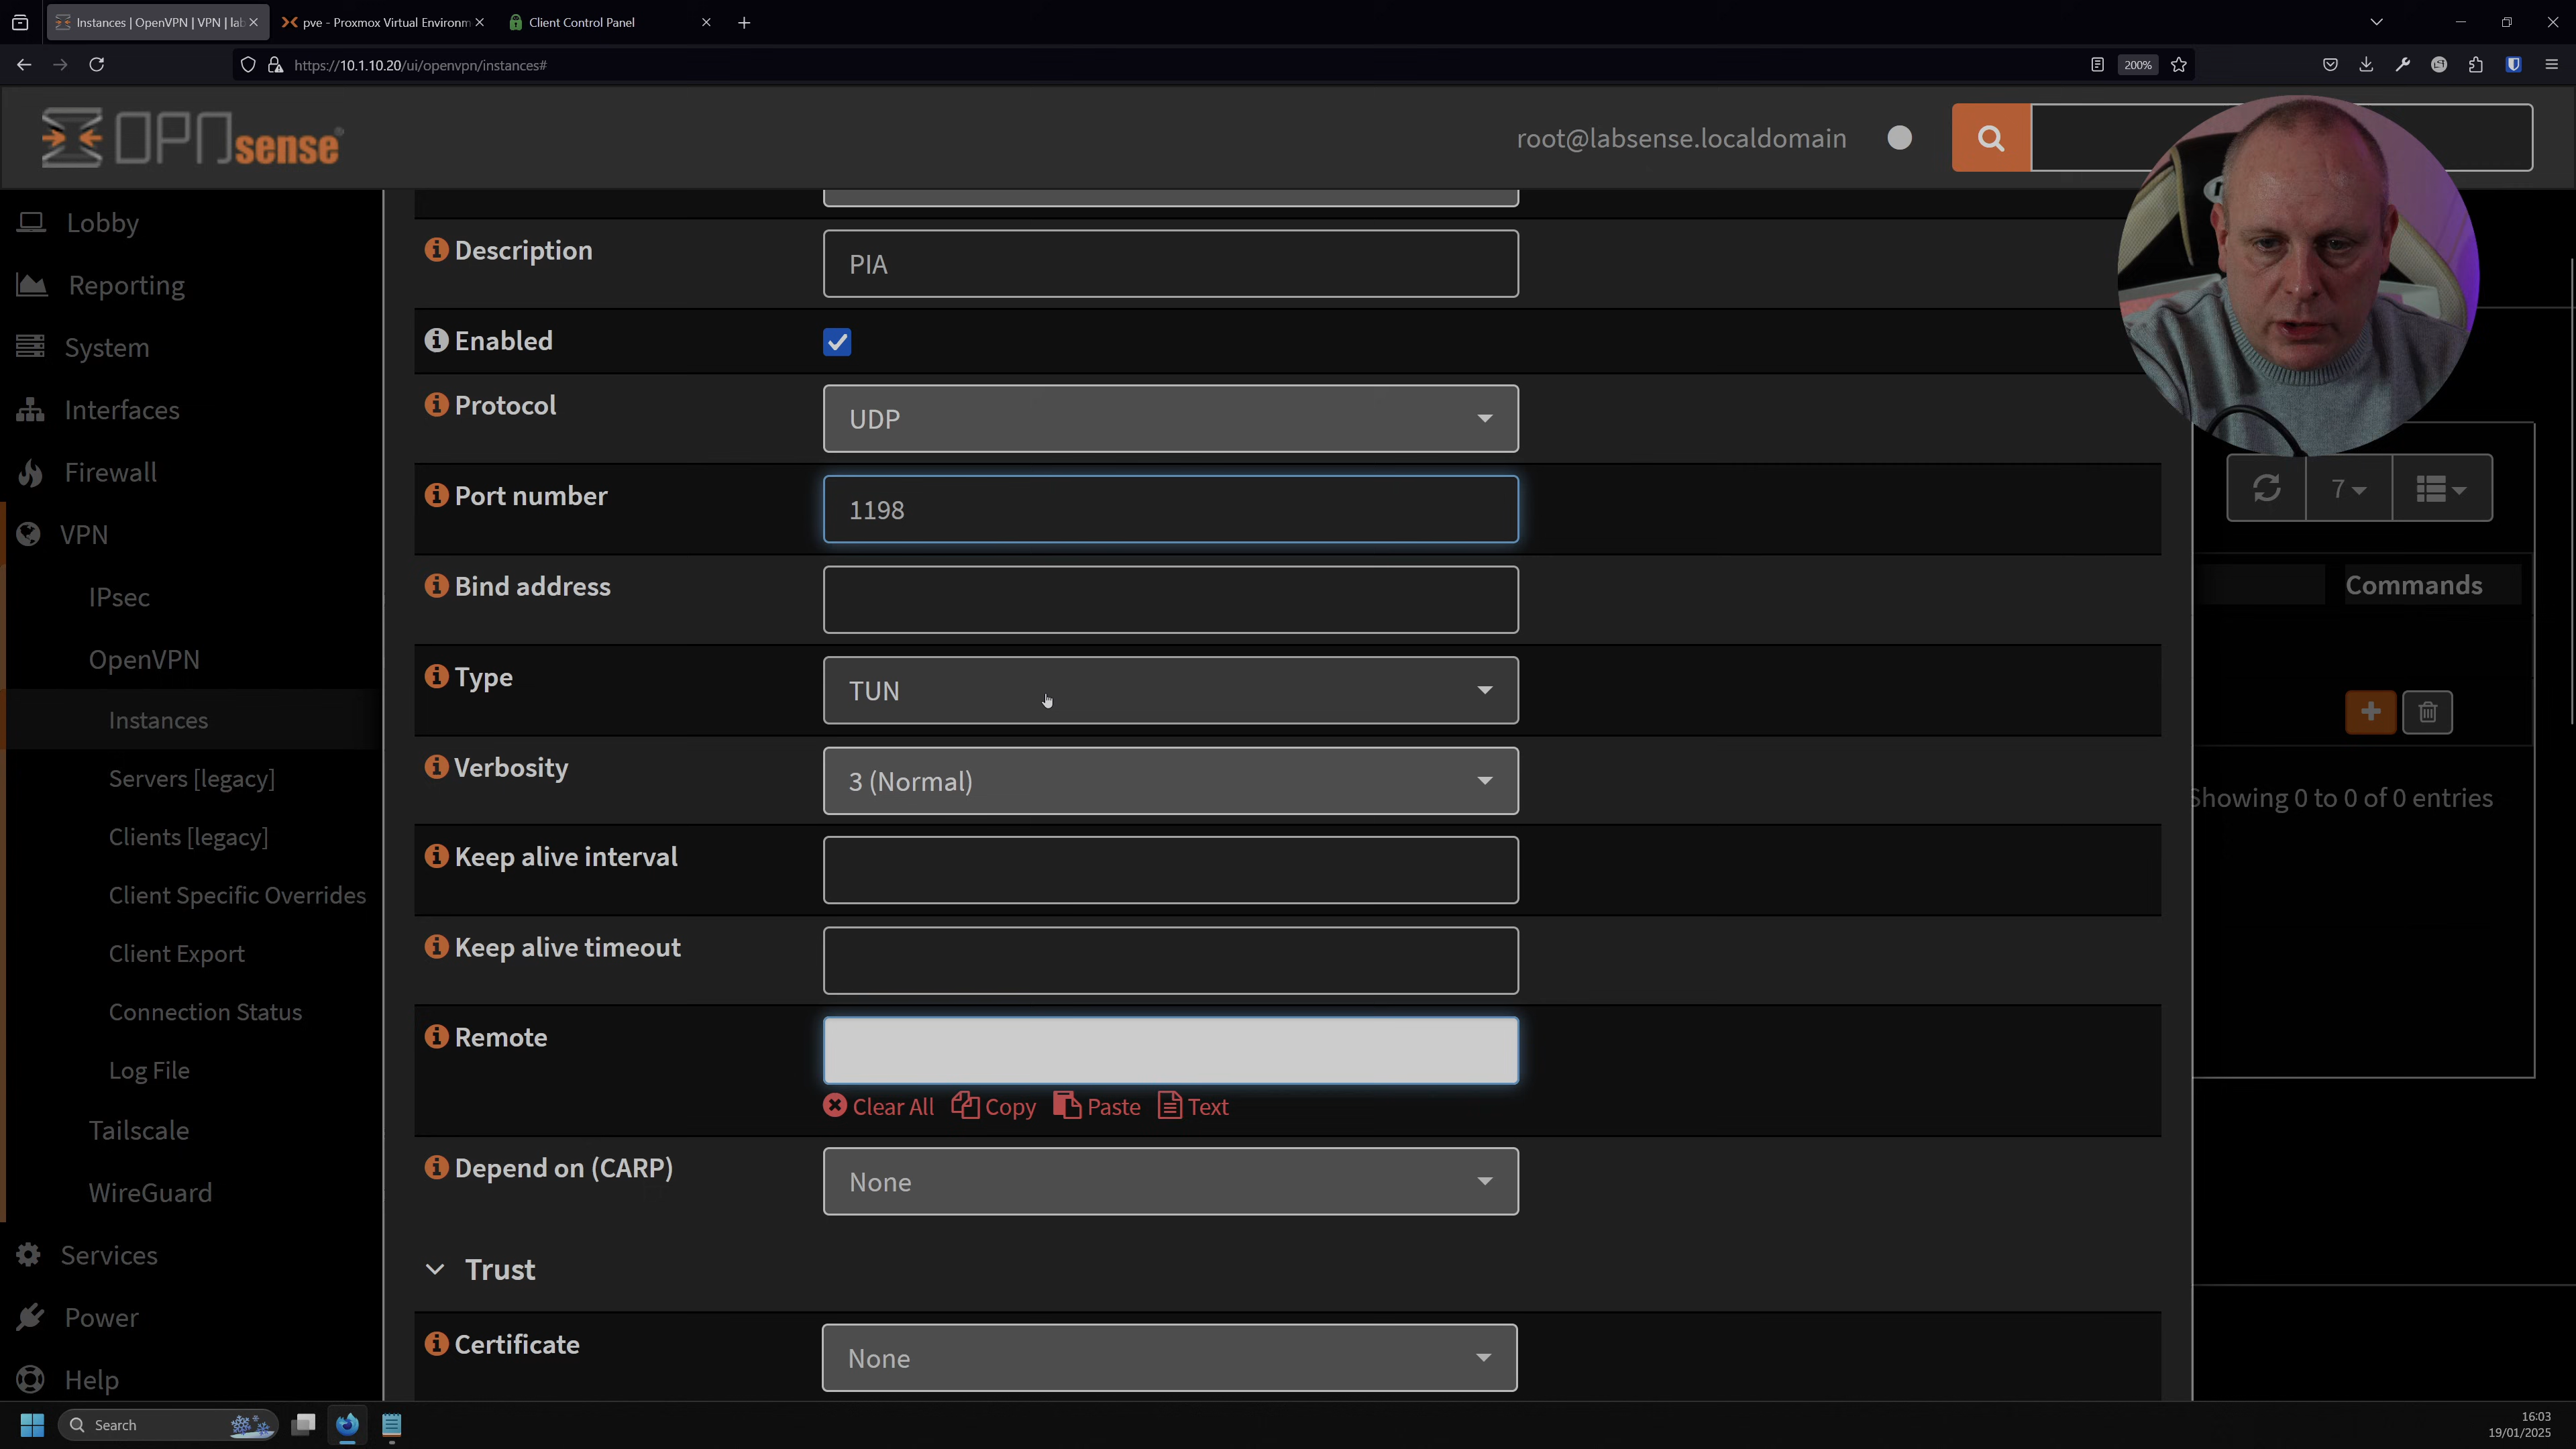 Instances | OpenVPN | VPN | lab
pve - Proxmox Virtual Environm
Client Control Panel
https://10.1.10.20/ui/openvpn/instances#
200%
OPNsense®
root@labsense.localdomain
Lobby
Reporting
System
Interfaces
Firewall
VPN
IPsec
OpenVPN
Instances
Servers [legacy]
Clients [legacy]
Client Specific Overrides
Client Export
Connection Status
Log File
Tailscale
WireGuard
Services
Power
Help
Description
PIA
Enabled
Protocol
UDP
Port number
1198
Bind address
Type
TUN
Verbosity
3 (Normal)
Keep alive interval
Keep alive timeout
Remote
Clear All Copy Paste Text
Depend on (CARP)
None
Trust
Certificate
None
7
Commands
Showing 0 to 0 of 0 entries
Search
16:03
19/01/2025